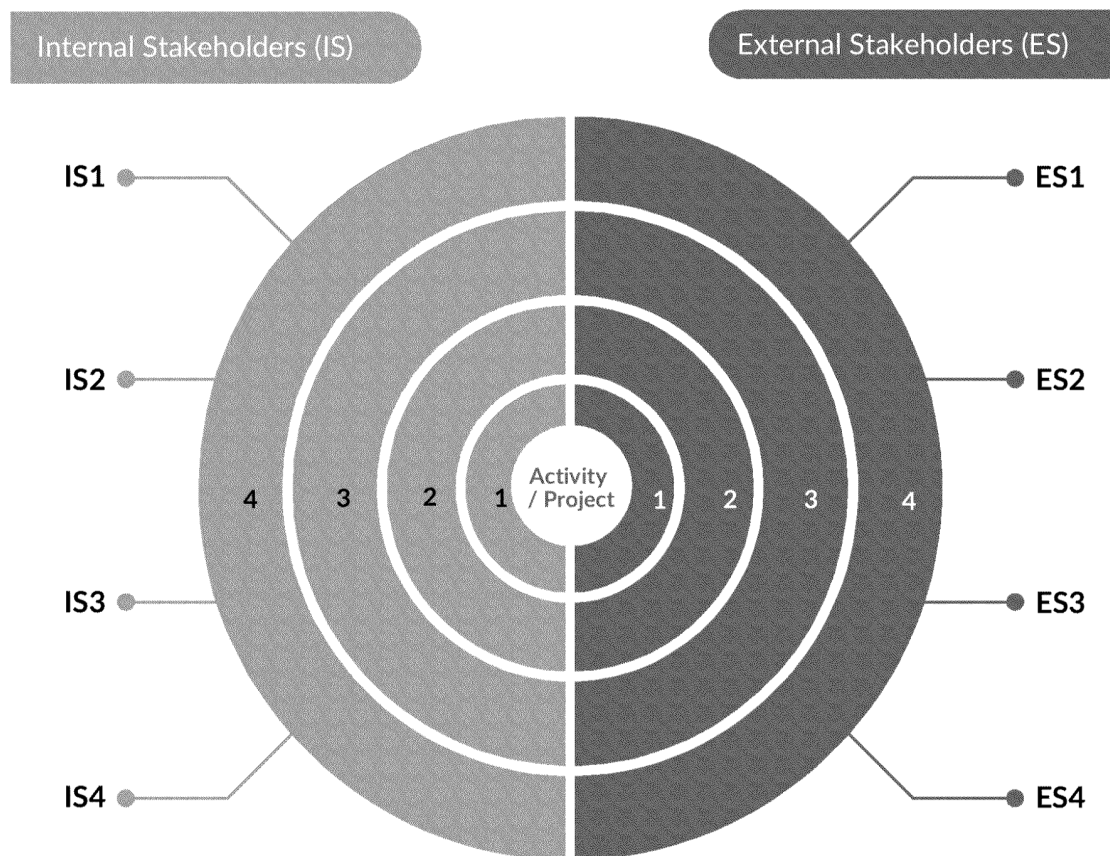 Internal Stakeholders (IS)
External Stakeholders (ES)
IS1
ES1
IS2
ES2
Activity
/ Project
4 3 2 1 1 2 3 4
IS3
ES3
IS4
ES4